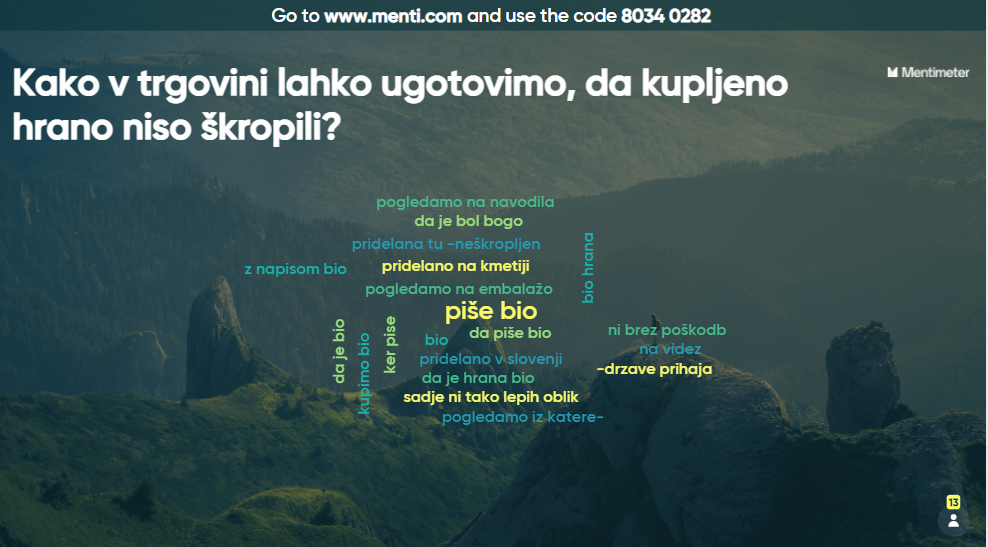 Go to www.menti.com and use the code 8034 0282
Mentimeter
Kako v trgovini lahko ugotovimo, da kupljeno
hrano niso škropili?
pogledamo na navodila
da je bol bogo
pridelana tu -neškropljen
z napisom bio
pridelano na kmetiji
bio hrana
pogledamo na embalažo
piše bio
da piše bio
da je bio
kupimo bio
ker pise
bio
ni brez poškodb
na videz
pridelano v slovenji
-drzave prihaja
da je hrana bio
sadje ni tako lepih oblik
pogledamo iz katere-
13